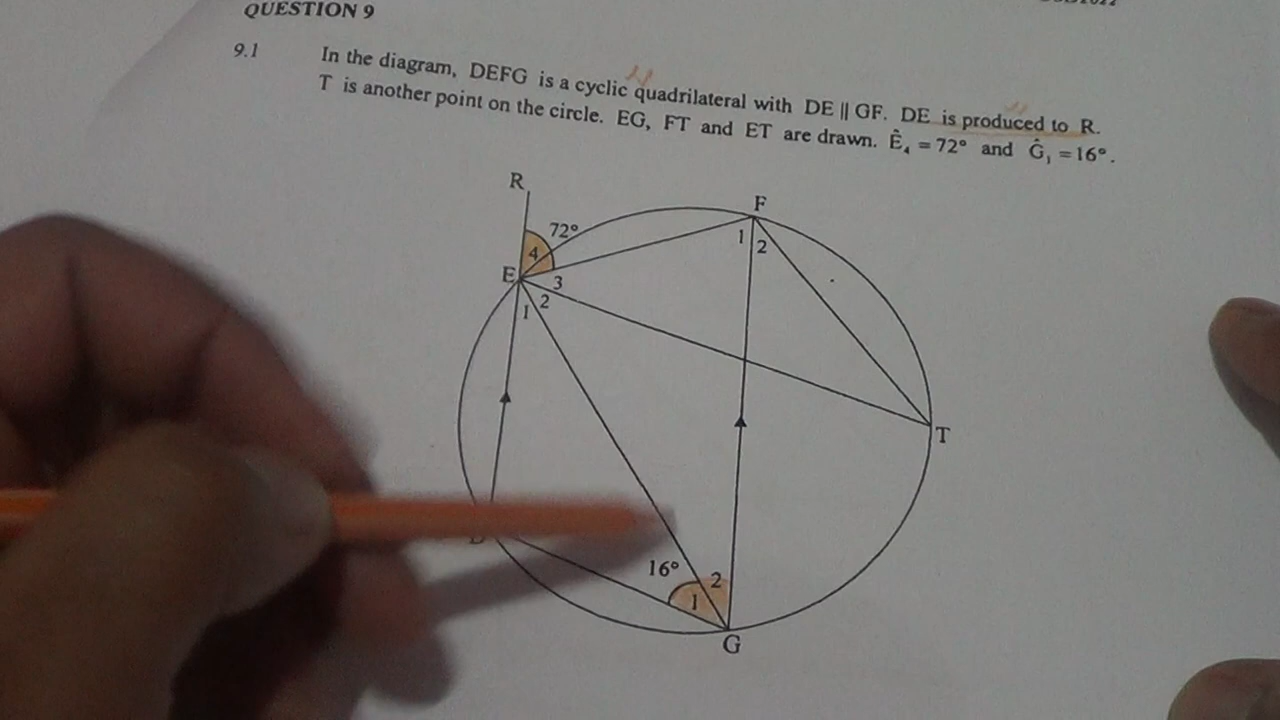 QUESTION 9
9.1 In the diagram, DEFG is a cyclic quadrilateral with DE || GF. DE is produced to R.
T is another point on the circle. EG, FT and ET are drawn. Ê₄ = 72° and Ĝ₁ = 16°.
R
F
72°
4
1
2
E
3
2
1
T
16°
2
1
G